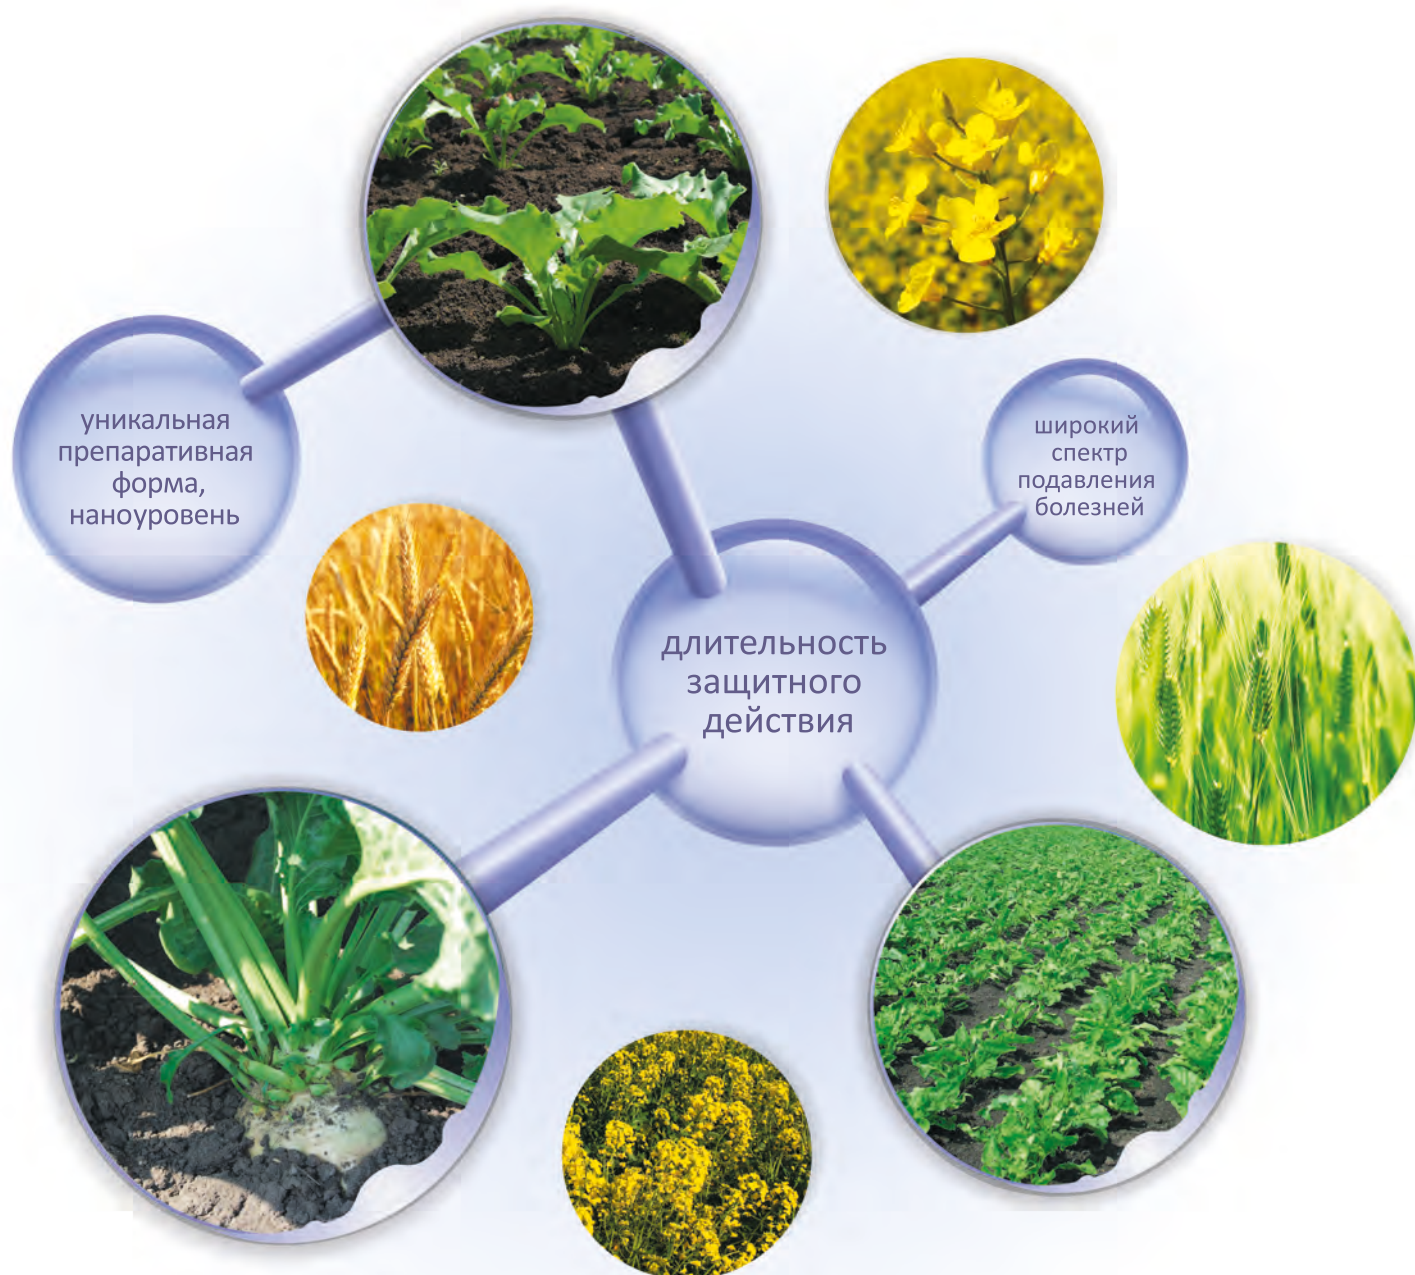 уникальная
препаративная
форма,
наноуровень
широкий
спектр
подавления
болезней
длительность
защитного
действия